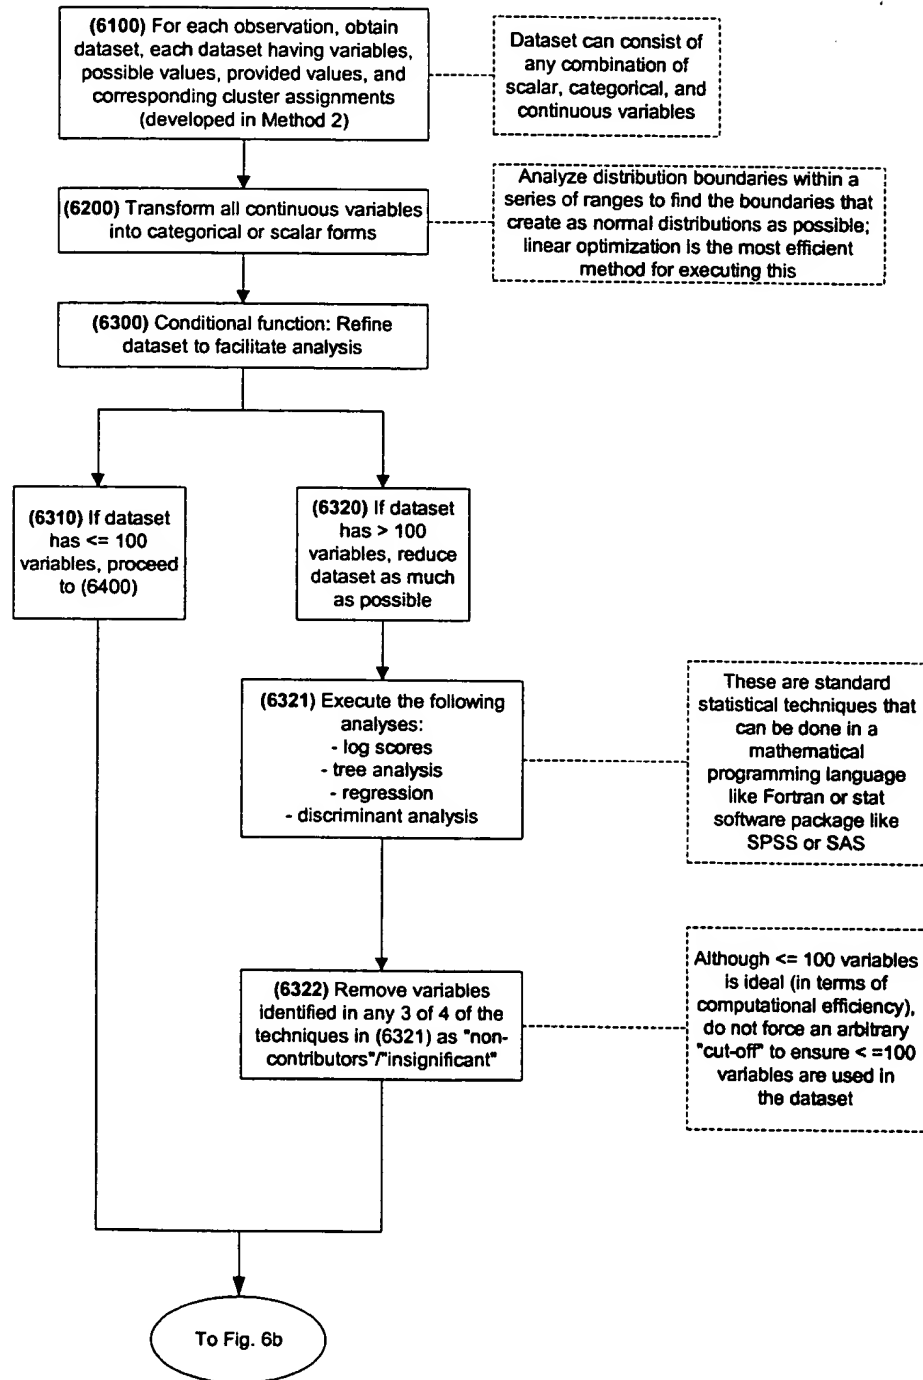 (6100) For each observation, obtain
dataset, each dataset having variables,
possible values, provided values, and
corresponding cluster assignments
(developed in Method 2)
Dataset can consist of
any combination of
scalar, categorical, and
continuous variables
(6200) Transform all continuous variables
into categorical or scalar forms
Analyze distribution boundaries within a
series of ranges to find the boundaries that
create as normal distributions as possible;
linear optimization is the most efficient
method for executing this
(6300) Conditional function: Refine
dataset to facilitate analysis
(6310) If dataset
has <= 100
variables, proceed
to (6400)
(6320) If dataset
has > 100
variables, reduce
dataset as much
as possible
(6321) Execute the following
analyses:
- log scores
- tree analysis
- regression
- discriminant analysis
These are standard
statistical techniques that
can be done in a
mathematical
programming language
like Fortran or stat
software package like
SPSS or SAS
(6322) Remove variables
identified in any 3 of 4 of the
techniques in (6321) as "non-
contributors"/"insignificant"
Although <= 100 variables
is ideal (in terms of
computational efficiency),
do not force an arbitrary
"cut-off" to ensure < =100
variables are used in
the dataset
To Fig. 6b